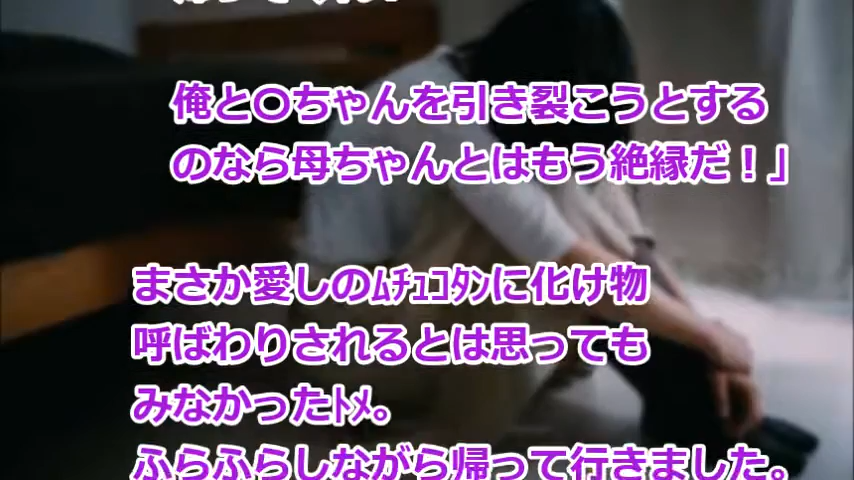 俺と〇ちゃんを引き裂こうとする
のなら母ちゃんとはもう絶縁だ！」
まさか愛しのﾑﾁｭｺﾀﾝに化け物
呼ばわりされるとは思っても
みなかったﾄﾒ。
ふらふらしながら帰って行きました。